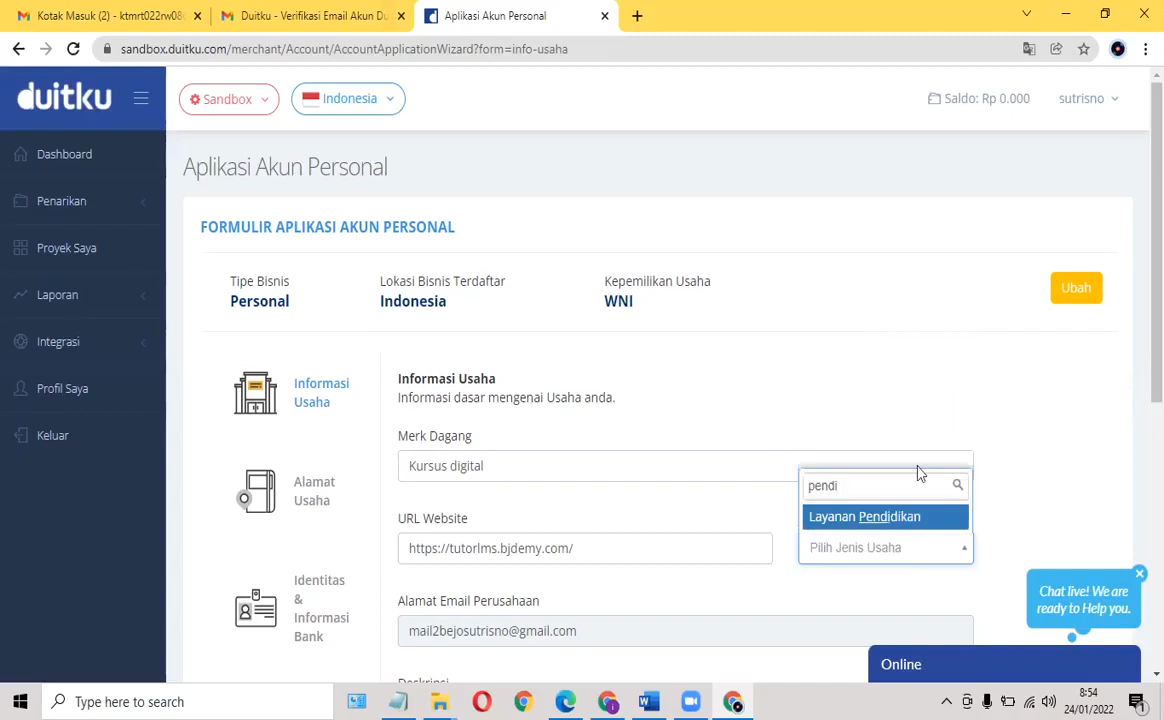 Kotak Masuk (2) - ktmrt022rw08
Duitku - Verifikasi Email Akun Du
Aplikasi Akun Personal
sandbox.duitku.com/merchant/Account/AccountApplicationWizard?form=info-usaha
duitku
Sandbox
Indonesia
Saldo: Rp 0.000
sutrisno
Dashboard
Penarikan
Proyek Saya
Laporan
Integrasi
Profil Saya
Keluar
Aplikasi Akun Personal
FORMULIR APLIKASI AKUN PERSONAL
Tipe Bisnis
Personal
Lokasi Bisnis Terdaftar
Indonesia
Kepemilikan Usaha
WNI
Ubah
Informasi
Usaha
Alamat
Usaha
Identitas
&
Informasi
Bank
Informasi Usaha
Informasi dasar mengenai Usaha anda.
Merk Dagang
Kursus digital
pendi
Layanan Pendidikan
Pilih Jenis Usaha
URL Website
https://tutorlms.bjdemy.com/
Alamat Email Perusahaan
mail2bejosutrisno@gmail.com
Deskripsi
Chat live! We are
ready to Help you.
Online
Type here to search
8:54
24/01/2022
1